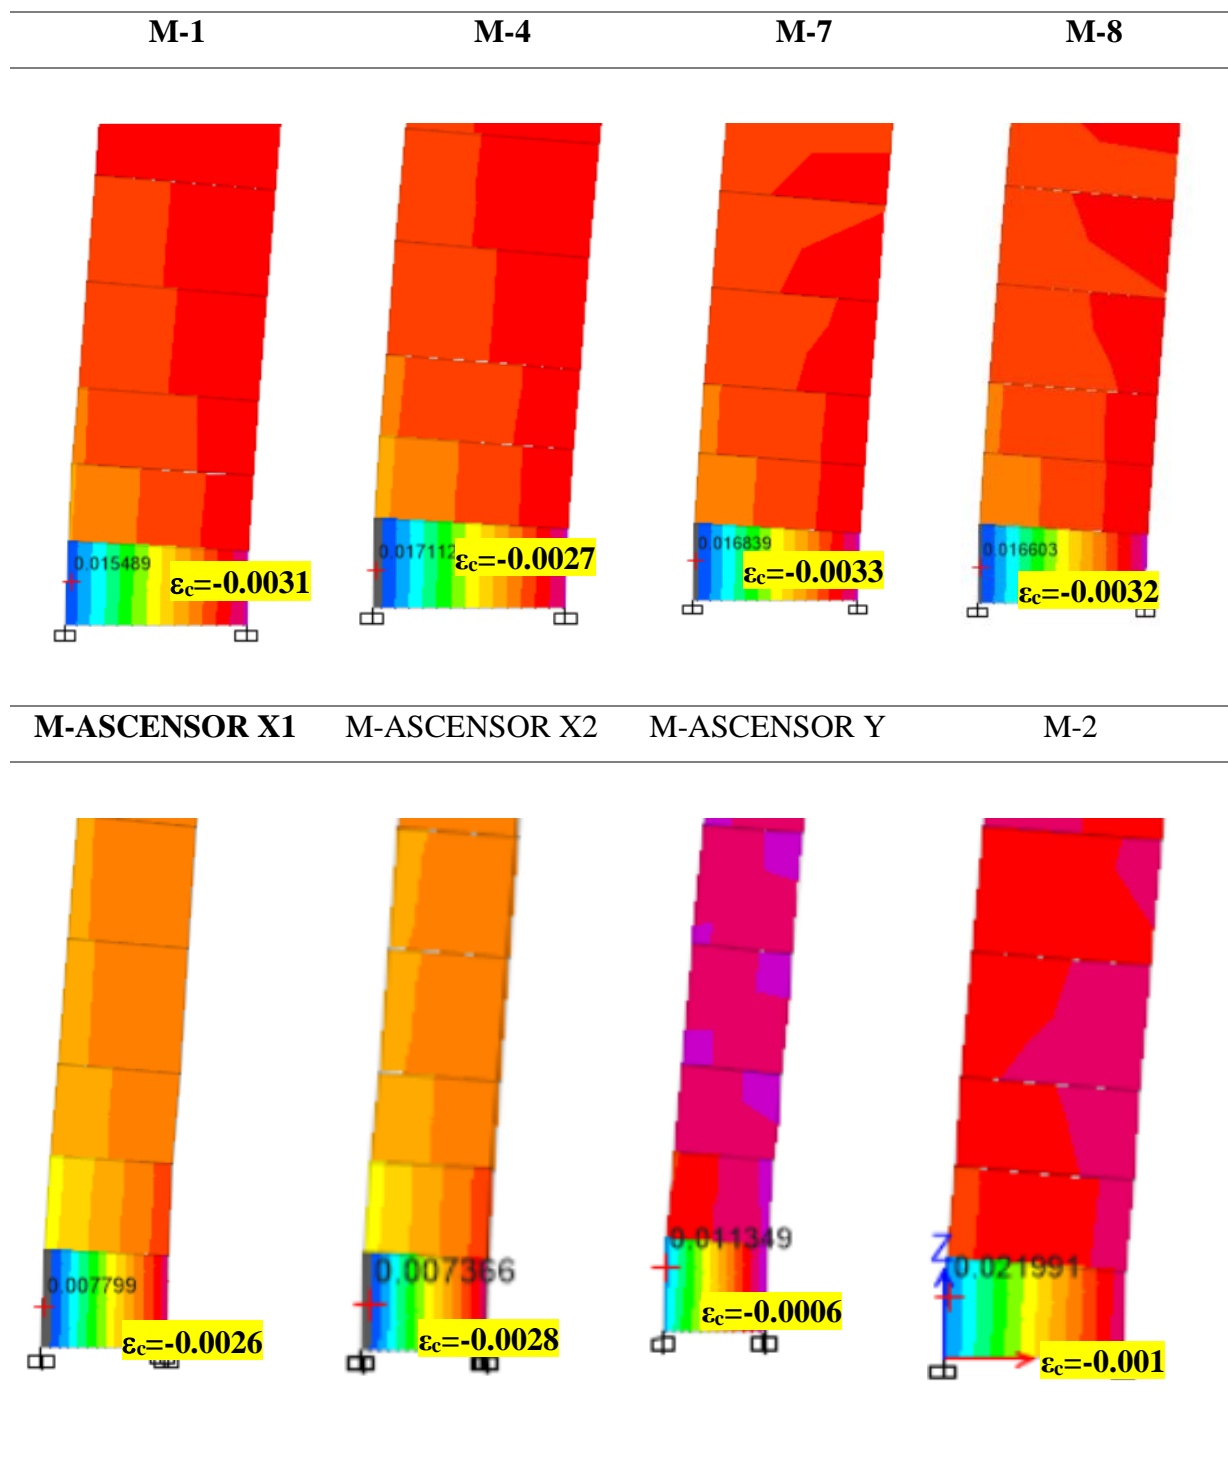 M-1 M-4 M-7 M-8
0.015489 εc=-0.0031
0.017112 εc=-0.0027
0.016839 εc=-0.0033
0.016603 εc=-0.0032
M-ASCENSOR X1 M-ASCENSOR X2 M-ASCENSOR Y M-2
0.007799 εc=-0.0026
0.007366 εc=-0.0028
0.011349 εc=-0.0006
Z
0.021991 εc=-0.001